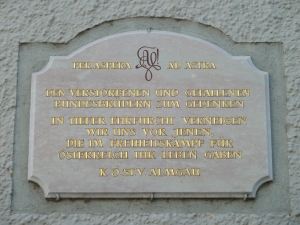 PER ASPERA AD ASTRA
DEN VERSTORBENEN UND GEFALLENEN
BUNDESBRÜDERN ZUM GEDENKEN
IN TIEFER EHRFURCHT VERNEIGEN
WIR UNS VOR JENEN,
DIE IM FREIHEITSKAMPF FÜR
ÖSTERREICH IHR LEBEN GABEN
K.Ö.ST.V. ALMGAU